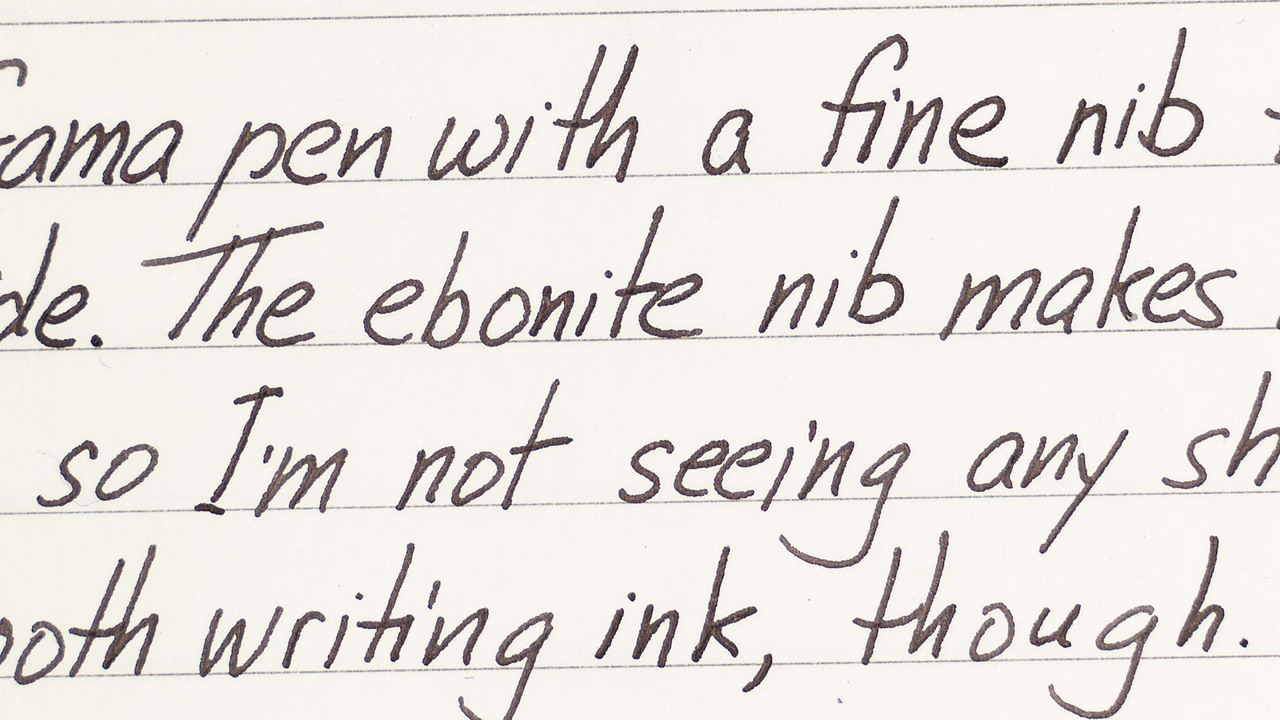 pen with a fine nib
The ebonite nib makes
so I'm not seeing any
writing ink, though.